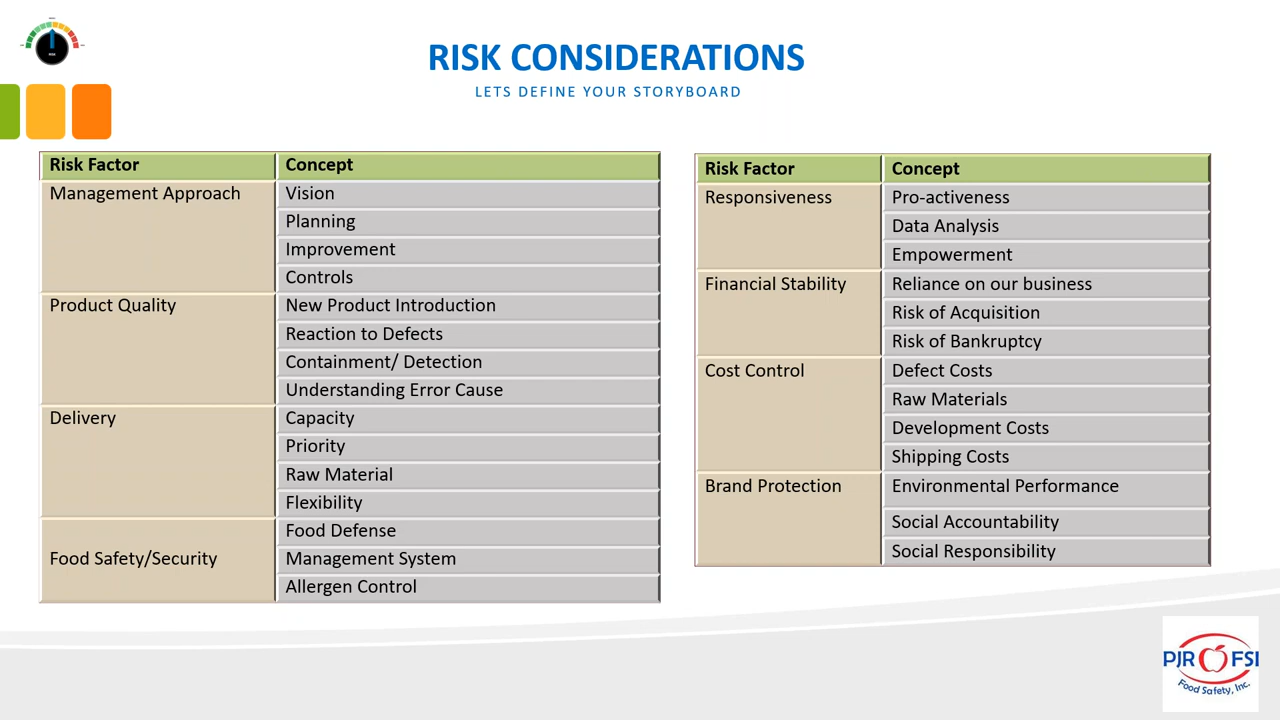 RISK CONSIDERATIONS
LETS DEFINE YOUR STORYBOARD
Risk Factor Concept
Management Approach Vision
Planning
Improvement
Controls
Product Quality New Product Introduction
Reaction to Defects
Containment/ Detection
Understanding Error Cause
Delivery Capacity
Priority
Raw Material
Flexibility
Food Defense
Food Safety/Security Management System
Allergen Control
Risk Factor Concept
Responsiveness Pro-activeness
Data Analysis
Empowerment
Financial Stability Reliance on our business
Risk of Acquisition
Risk of Bankruptcy
Cost Control Defect Costs
Raw Materials
Development Costs
Shipping Costs
Brand Protection Environmental Performance
Social Accountability
Social Responsibility
PJR FSI
Food Safety, Inc.